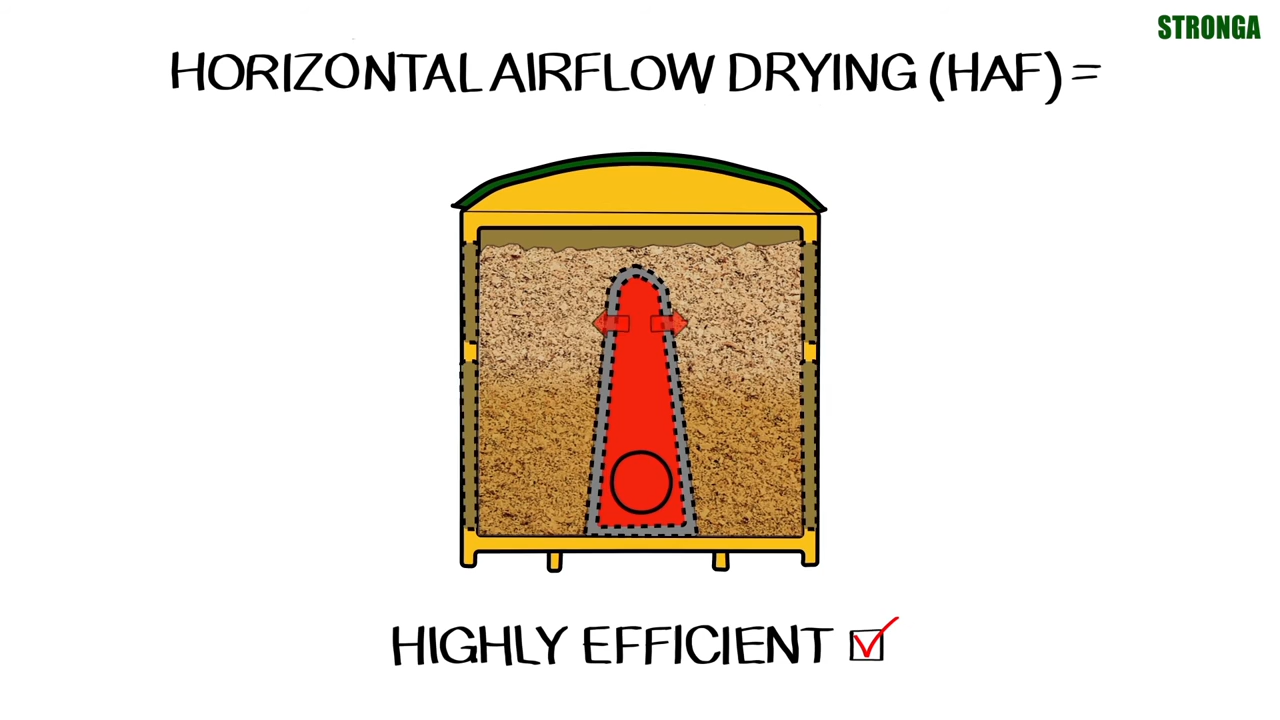 STRONGA
HORIZONTAL AIRFLOW DRYING (HAF) =
HIGHLY EFFICIENT